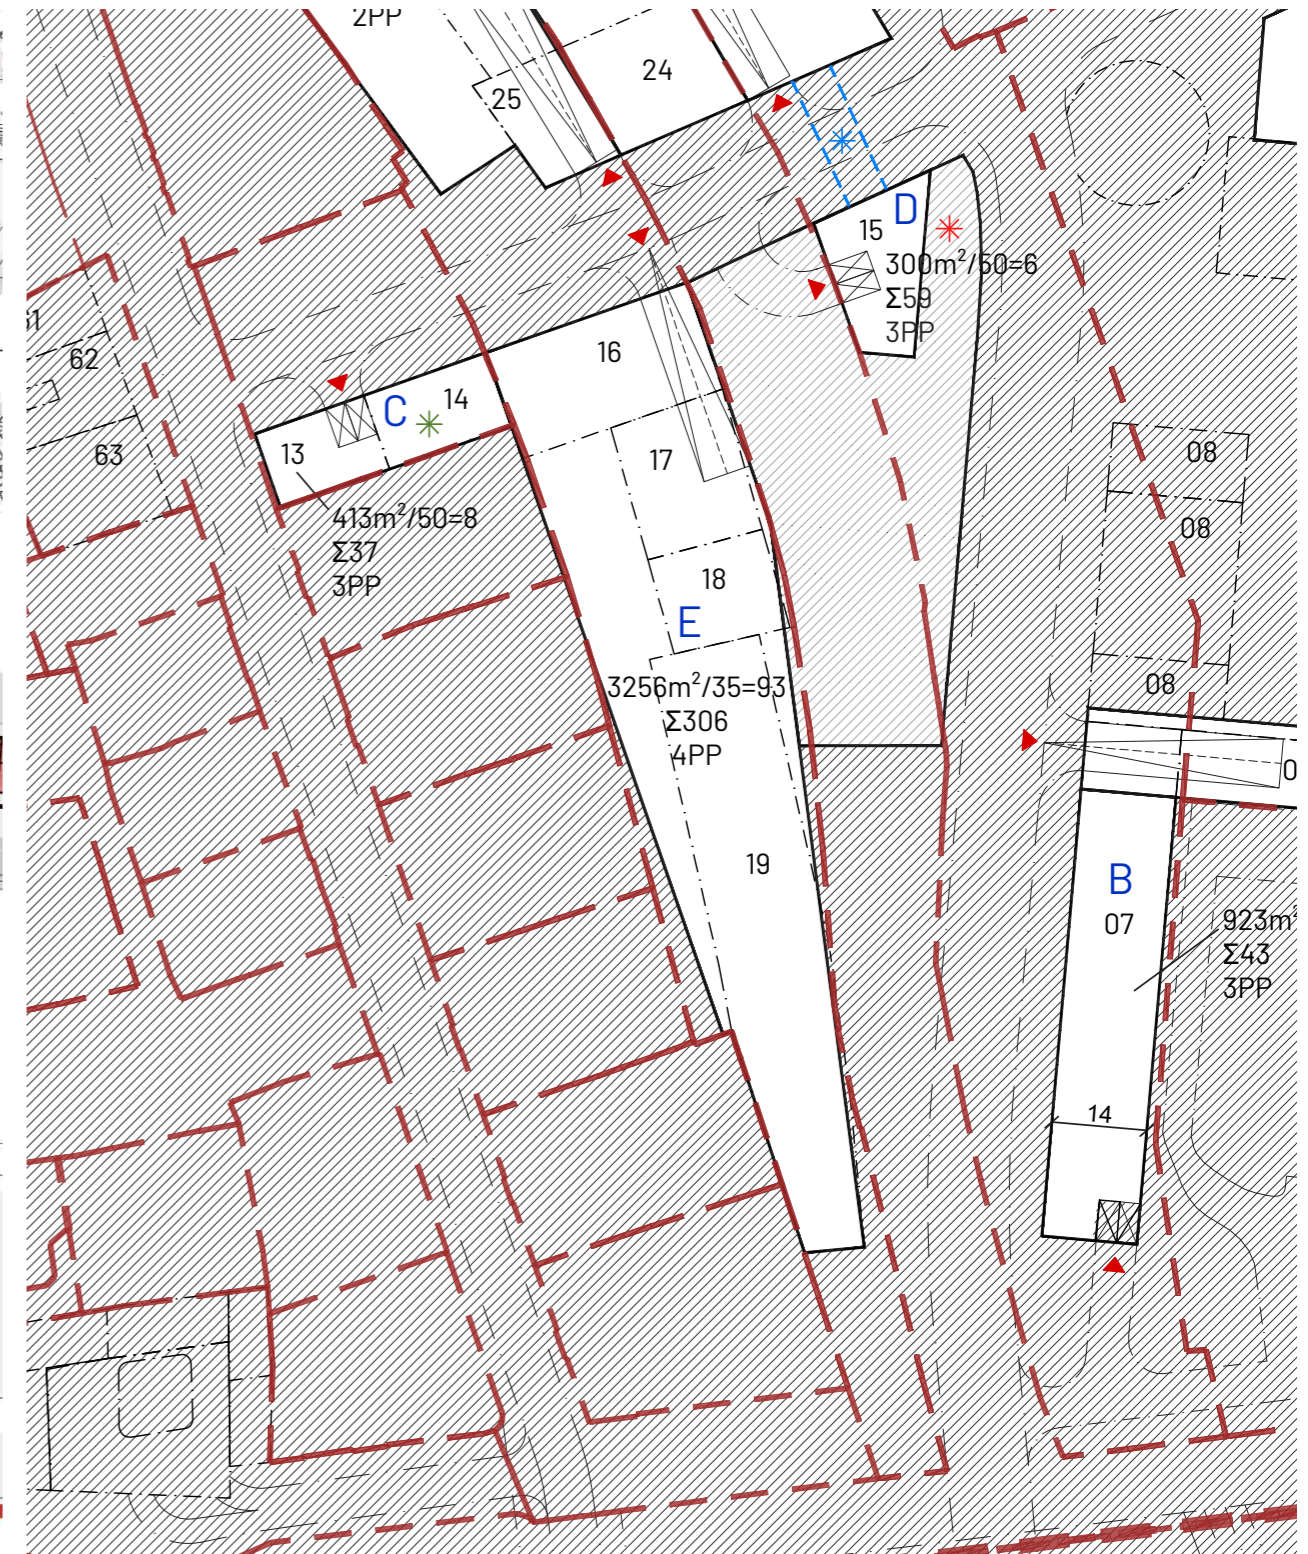 2PP
24
25
D
15
300m²/50=6
Σ59
3PP
16
62
C
14
13
63
17
08
413m²/50=8
Σ37
3PP
08
18
E
08
3256m²/35=93
Σ306
4PP
19
B
07
923m²
Σ43
3PP
14